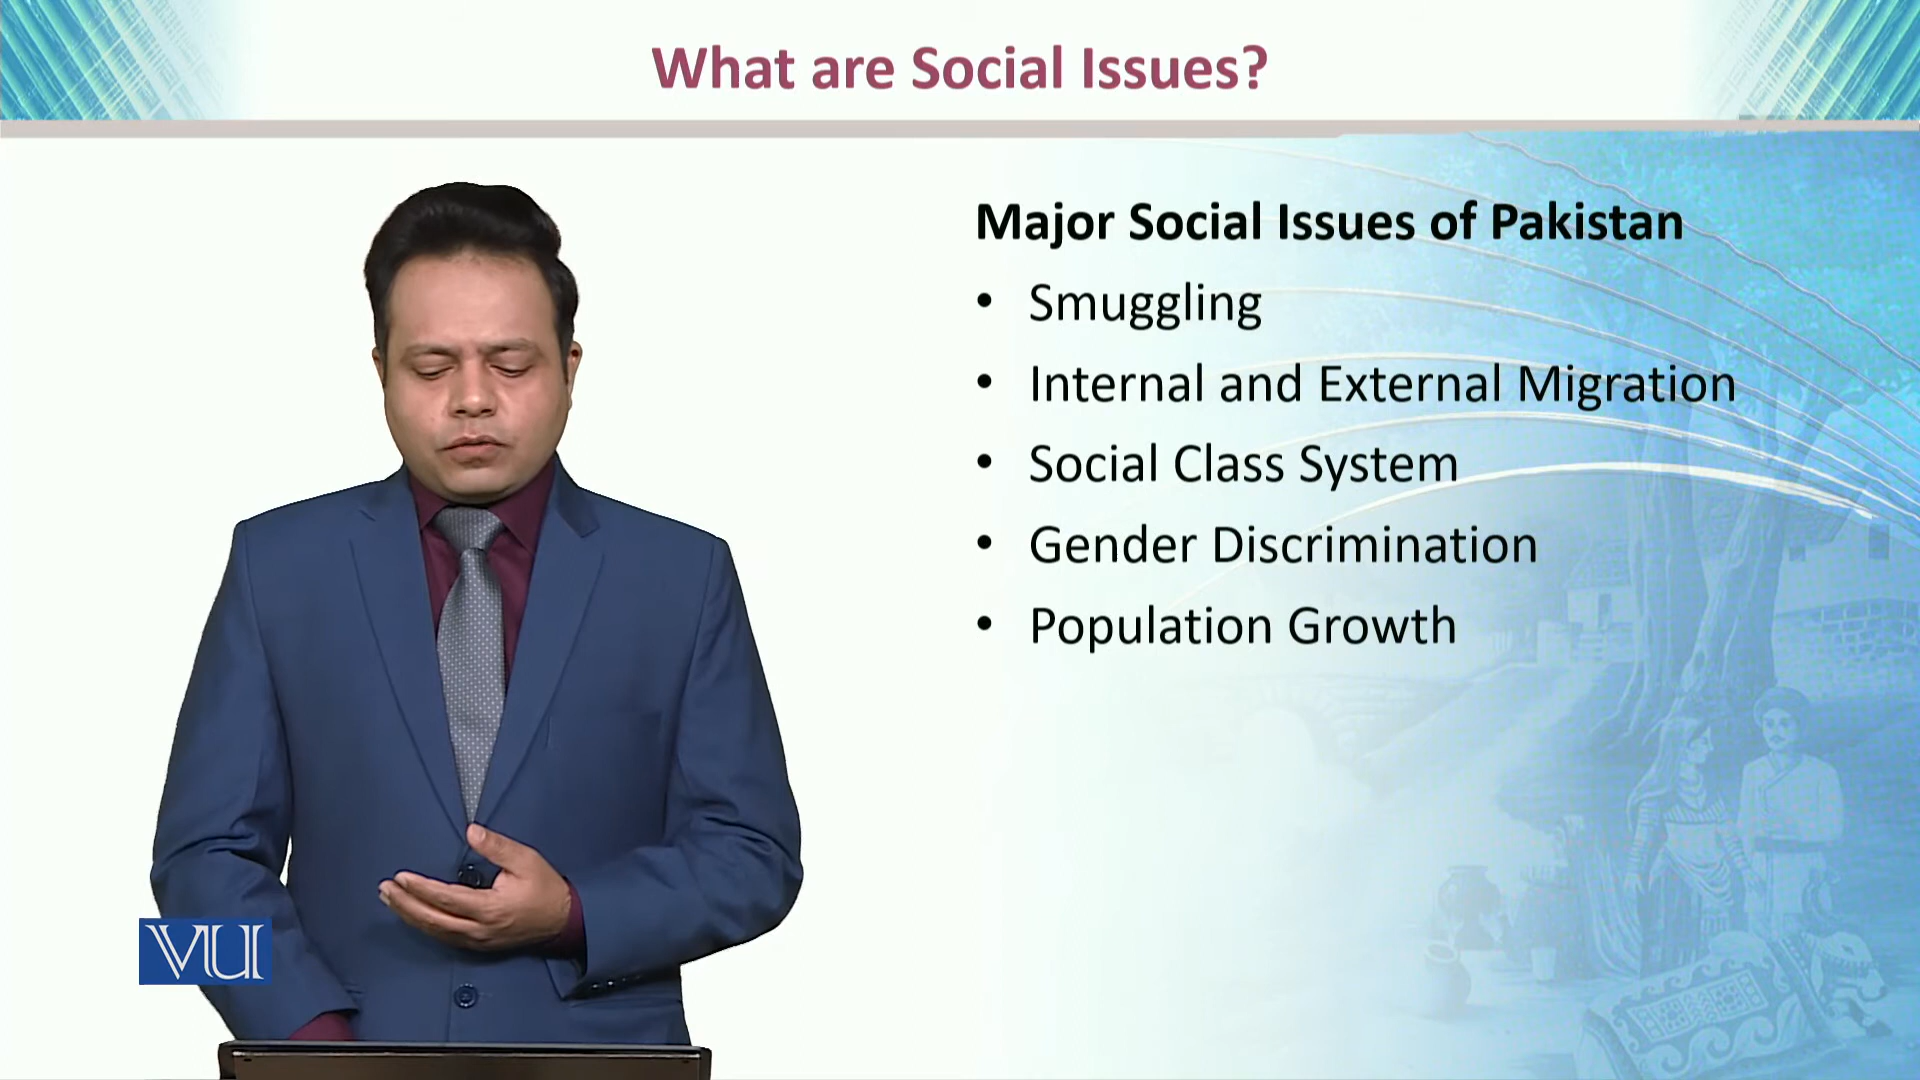 What are Social Issues?
Major Social Issues of Pakistan
• Smuggling
• Internal and External Migration
• Social Class System
• Gender Discrimination
• Population Growth
VU